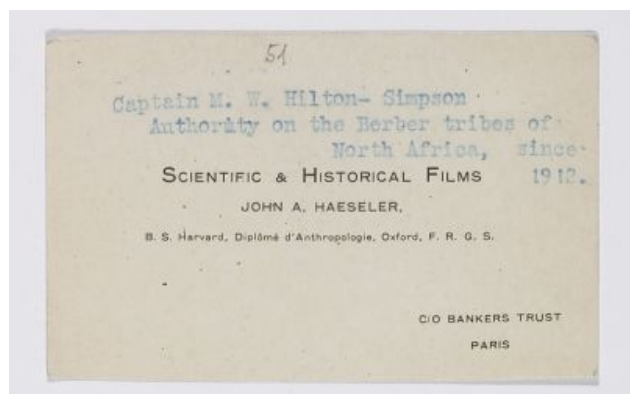 51
Captain M. W. Hilton- Simpson
Authority on the Berber tribes of
North Africa, since
1912.
SCIENTIFIC & HISTORICAL FILMS
JOHN A. HAESELER,
B. S. Harvard, Diplômé d'Anthropologie, Oxford, F. R. G. S.
C/O BANKERS TRUST
PARIS